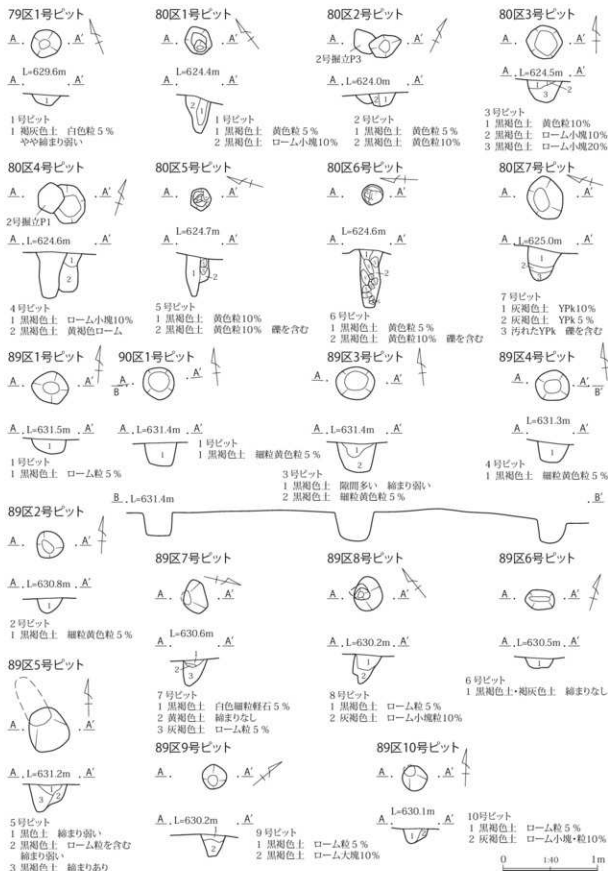 79区1号ピット
A . . A′
A . L=629.6m . A′
1
1号ピット
1 褐灰色土 白色粒5%
やや締まり弱い
80区1号ピット
A . . A′
A . L=624.4m . A′
2 1
1号ピット
1 黒褐色土 黄色粒5%
2 黒褐色土 ローム小塊10%
80区2号ピット
A . . A′
2号掘立P3
A . L=624.0m . A′
2 1
2号ピット
1 黒褐色土 黄色粒5%
2 黒褐色土 黄色粒10%
80区3号ピット
A . . A′
A . L=624.5m . A′
1 2
3
3号ピット
1 黒褐色土 黄色粒10%
2 黒褐色土 ローム小塊10%
3 黒褐色土 ローム小塊20%
80区4号ピット
A . . A′
2号掘立P1
A . L=624.6m . A′
1
2
4号ピット
1 黒褐色土 ローム小塊10%
2 黒褐色土 黄褐色ローム
80区5号ピット
A . . A′
A . L=624.7m . A′
1 2
5号ピット
1 黒褐色土 黄色粒10%
2 黒褐色土 黄色粒10% 礫を含む
80区6号ピット
A . . A′
A . L=624.6m . A′
1
2
6号ピット
1 黒褐色土 黄色粒5%
2 黒褐色土 黄色粒10% 礫を含む
80区7号ピット
A . . A′
A . L=625.0m . A′
1
2
3
7号ピット
1 灰褐色土 YPk10%
2 灰褐色土 YPk5%
3 汚れたYPk 礫を含む
89区1号ピット
A . . A′
A . L=631.5m . A′
1
1号ピット
1 黒褐色土 ローム粒5%
90区1号ピット
A . . A′
B
A . L=631.4m . A′
1
1号ピット
1 黒褐色土 細粒黄色粒5%
89区3号ピット
A . . A′
A . L=631.4m . A′
1
2
3号ピット
1 黒褐色土 隙間多い 締まり弱い
2 黒褐色土 細粒黄色粒5%
89区4号ピット
A . . A′
B′
A . L=631.3m . A′
1
4号ピット
1 黒褐色土 細粒黄色粒5%
B . L=631.4m . B′
89区2号ピット
A . . A′
A . L=630.8m . A′
1
2号ピット
1 黒褐色土 細粒黄色粒5%
89区7号ピット
A . . A′
A . L=630.6m . A′
1
2
3
7号ピット
1 黒褐色土 白色細粒軽石5%
2 黄褐色土 締まりなし
3 灰褐色土 ローム粒5%
89区8号ピット
A . . A′
A . L=630.2m . A′
1
2
8号ピット
1 黒褐色土 ローム粒5%
2 灰褐色土 ローム小塊粒10%
89区6号ピット
A . . A′
A . L=630.5m . A′
1
6号ピット
1 黒褐色土・褐灰色土 締まりなし
89区5号ピット
A . . A′
A . L=631.2m . A′
1
3 2
5号ピット
1 黒色土 締まり弱い
2 黒褐色土 ローム粒を含む
締まり弱い
3 黒褐色土 締まりあり
89区9号ピット
A . . A′
A . L=630.2m . A′
1
2
9号ピット
1 黒褐色土 ローム粒5%
2 黒褐色土 ローム大塊10%
89区10号ピット
A . . A′
A . L=630.1m . A′
1 2
10号ピット
1 黒褐色土 ローム粒5%
2 灰褐色土 ローム小塊・粒10%
0 1:40 1m